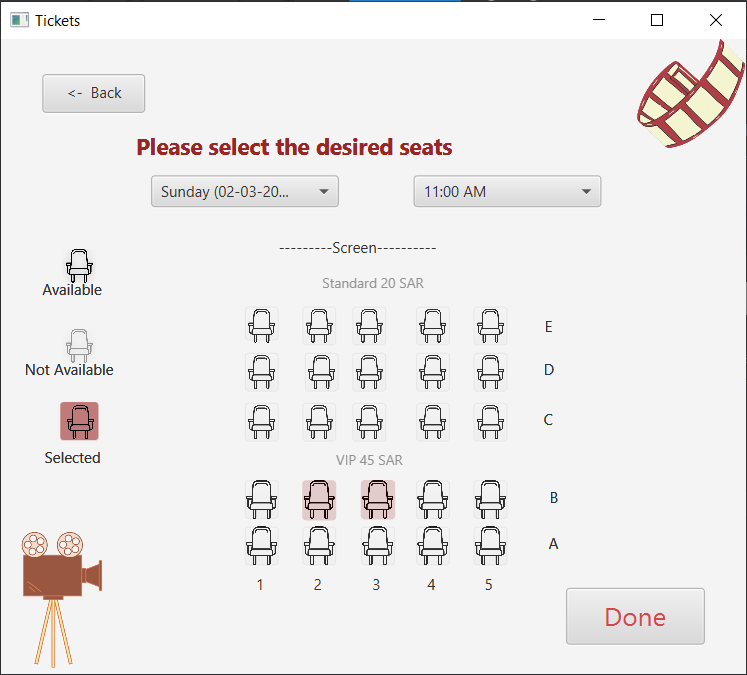 Tickets
<- Back
Please select the desired seats
Sunday (02-03-20...
11:00 AM
---------Screen----------
Standard 20 SAR
Available
E
Not Available
D
C
Selected
VIP 45 SAR
B
A
1 2 3 4 5
Done